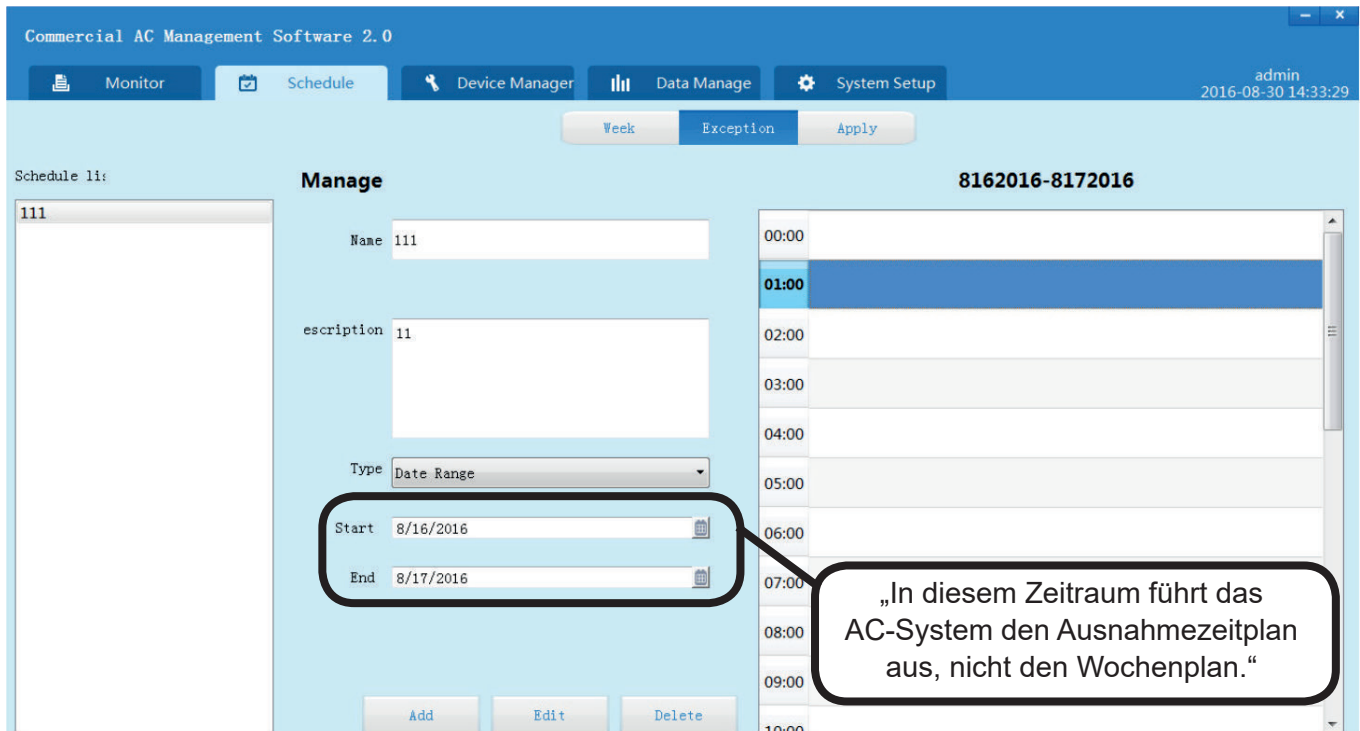 Commercial AC Management Software 2.0
Monitor
Schedule
Device Manager
Data Manage
System Setup
admin
2016-08-30 14:33:29
Week
Exception
Apply
Schedule lis
111
Manage
Name 111
escription 11
Type Date Range
Start 8/16/2016
End 8/17/2016
Add
Edit
Delete
8162016-8172016
00:00
01:00
02:00
03:00
04:00
05:00
06:00
07:00
08:00
09:00
10:00
„In diesem Zeitraum führt das
AC-System den Ausnahmezeitplan
aus, nicht den Wochenplan.“